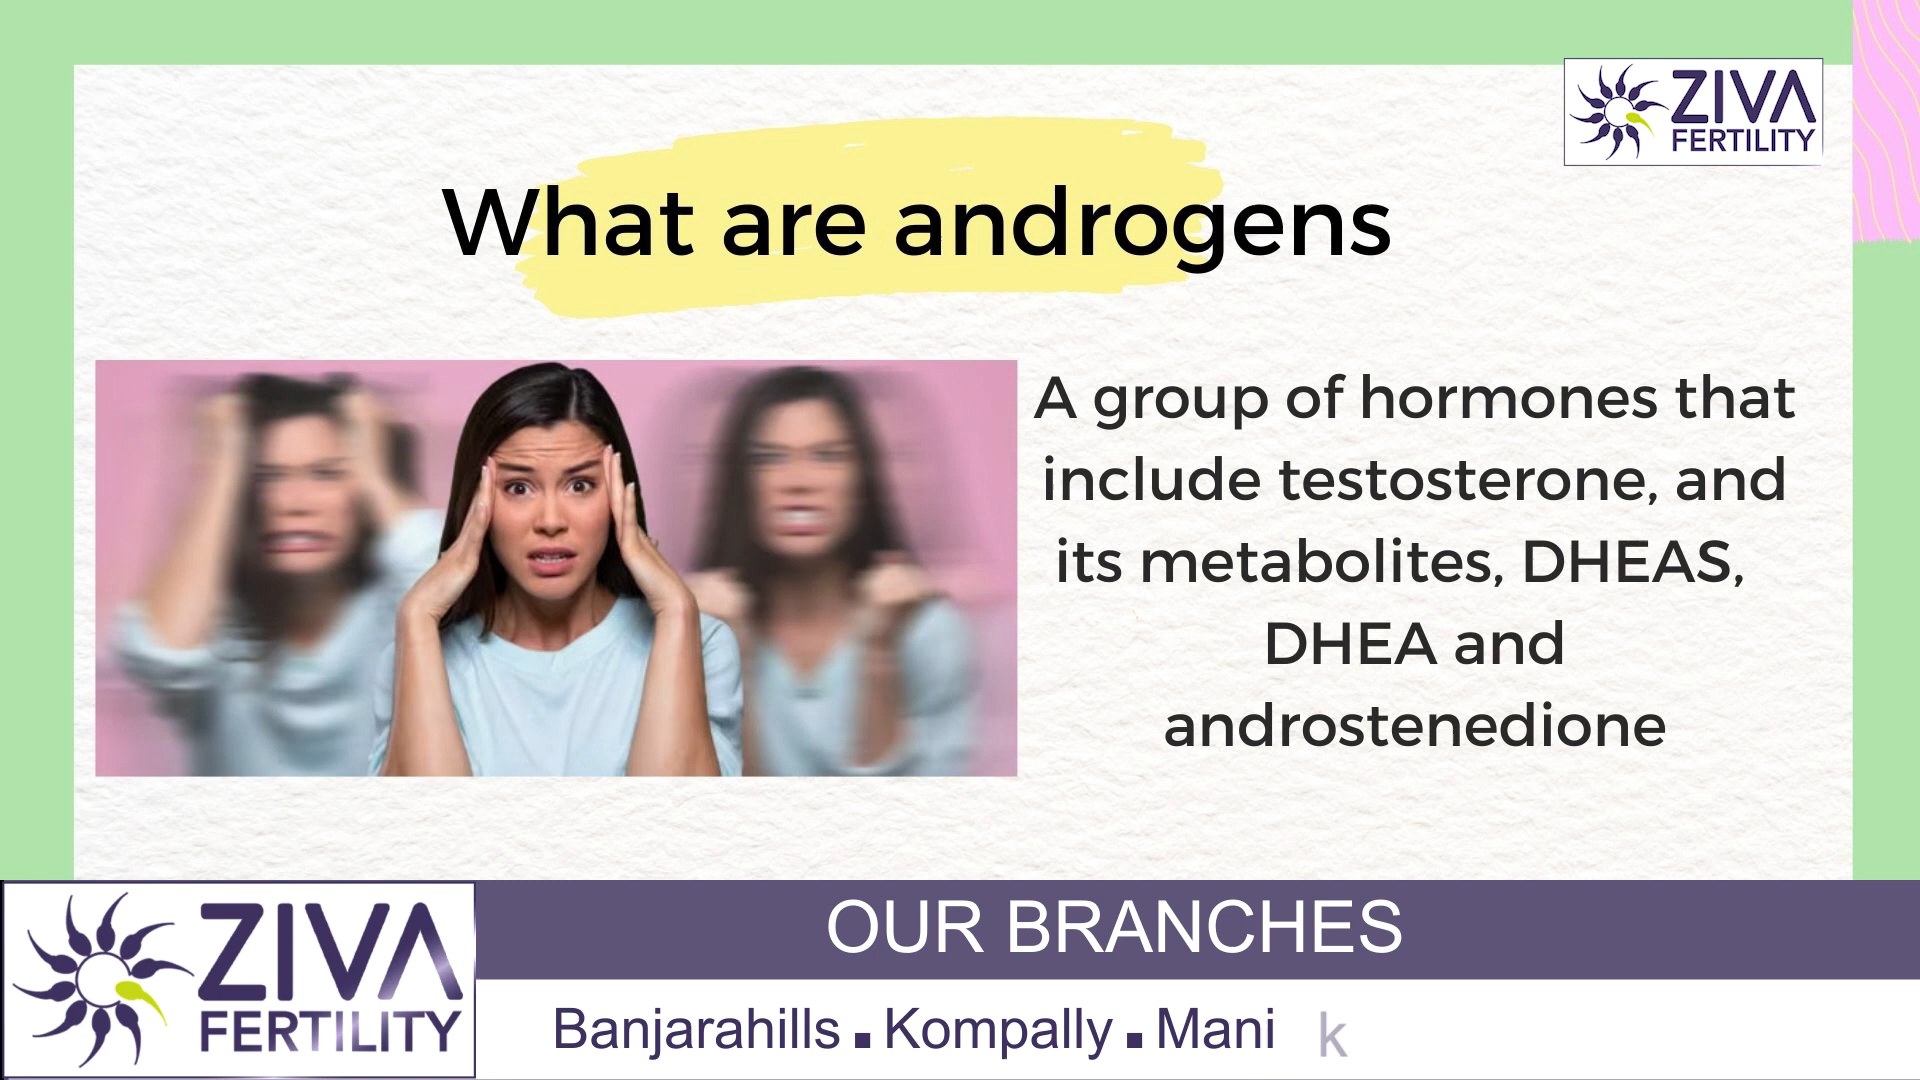 ZIVA
FERTILITY
What are androgens
A group of hormones that
include testosterone, and
its metabolites, DHEAS,
DHEA and
androstenedione
ZIVA
FERTILITY
OUR BRANCHES
Banjarahills ▪ Kompally ▪ Mani k